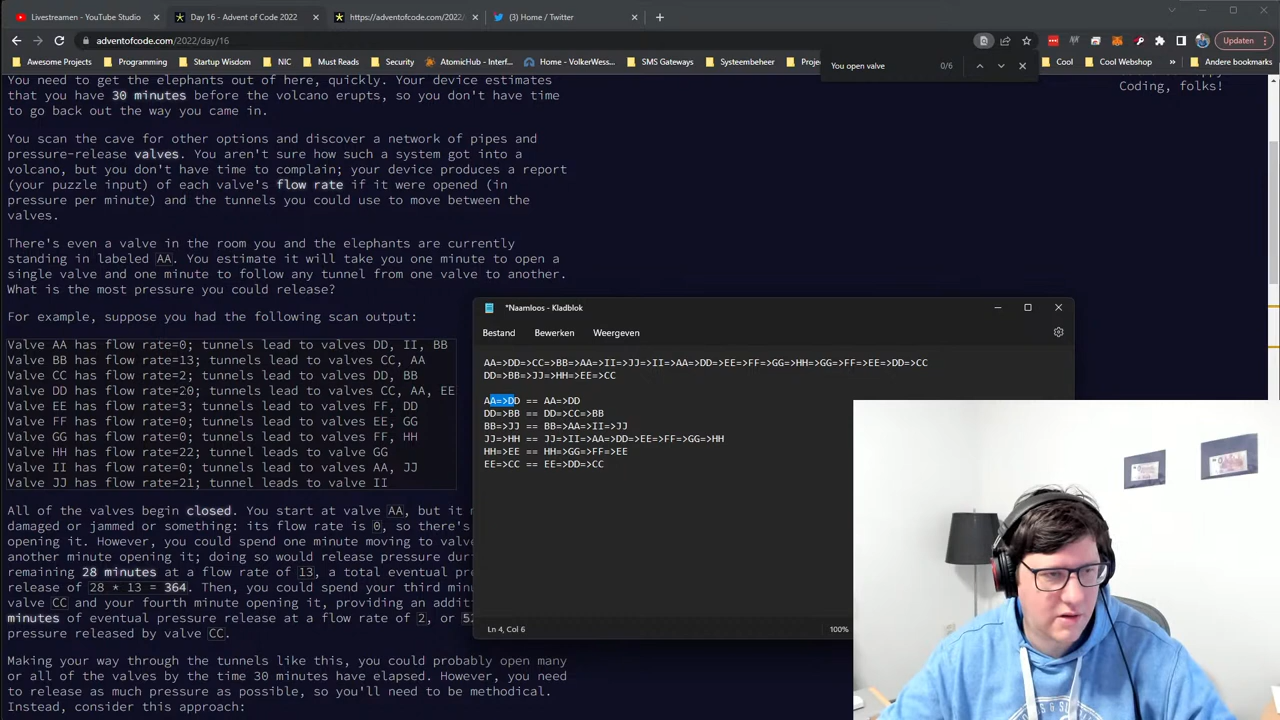 Livestreamen - YouTube Studio
Day 16 - Advent of Code 2022
https://adventofcode.com/2022/
(3) Home / Twitter
adventofcode.com/2022/day/16
Updaten
Awesome Projects
Programming
Startup Wisdom
NIC
Must Reads
Security
AtomicHub - Interf...
Home - VolkerWess...
SMS Gateways
Systeembeheer
Cool
Cool Webshop
»
Andere bookmarks
You open valve 0/6
Coding, folks!
You need to get the elephants out of here, quickly. Your device estimates
that you have 30 minutes before the volcano erupts, so you don't have time
to go back out the way you came in.
You scan the cave for other options and discover a network of pipes and
pressure-release valves. You aren't sure how such a system got into a
volcano, but you don't have time to complain; your device produces a report
(your puzzle input) of each valve's flow rate if it were opened (in
pressure per minute) and the tunnels you could use to move between the
valves.
There's even a valve in the room you and the elephants are currently
standing in labeled AA. You estimate it will take you one minute to open a
single valve and one minute to follow any tunnel from one valve to another.
What is the most pressure you could release?
For example, suppose you had the following scan output:
Valve AA has flow rate=0; tunnels lead to valves DD, II, BB
Valve BB has flow rate=13; tunnels lead to valves CC, AA
Valve CC has flow rate=2; tunnels lead to valves DD, BB
Valve DD has flow rate=20; tunnels lead to valves CC, AA, EE
Valve EE has flow rate=3; tunnels lead to valves FF, DD
Valve FF has flow rate=0; tunnels lead to valves EE, GG
Valve GG has flow rate=0; tunnels lead to valves FF, HH
Valve HH has flow rate=22; tunnel leads to valve GG
Valve II has flow rate=0; tunnels lead to valves AA, JJ
Valve JJ has flow rate=21; tunnel leads to valve II
All of the valves begin closed. You start at valve AA, but it
damaged or jammed or something: its flow rate is 0, so there's
opening it. However, you could spend one minute moving to valv
another minute opening it; doing so would release pressure dur
remaining 28 minutes at a flow rate of 13, a total eventual p
release of 28 * 13 = 364. Then, you could spend your third min
valve CC and your fourth minute opening it, providing an addit
minutes of eventual pressure release at a flow rate of 2, or 5
pressure released by valve CC.
Making your way through the tunnels like this, you could probably open many
or all of the valves by the time 30 minutes have elapsed. However, you need
to release as much pressure as possible, so you'll need to be methodical.
Instead, consider this approach:
*Naamloos - Kladblok
Bestand
Bewerken
Weergeven
AA=>DD=>CC=>BB=>AA=>II=>JJ=>II=>AA=>DD=>EE=>FF=>GG=>HH=>GG=>FF=>EE=>DD=>CC
DD=>BB=>JJ=>HH=>EE=>CC
AA=>DD == AA=>DD
DD=>BB == DD=>CC=>BB
BB=>JJ == BB=>AA=>II=>JJ
JJ=>HH == JJ=>II=>AA=>DD=>EE=>FF=>GG=>HH
HH=>EE == HH=>GG=>FF=>EE
EE=>CC == EE=>DD=>CC
Ln 4, Col 6
100%